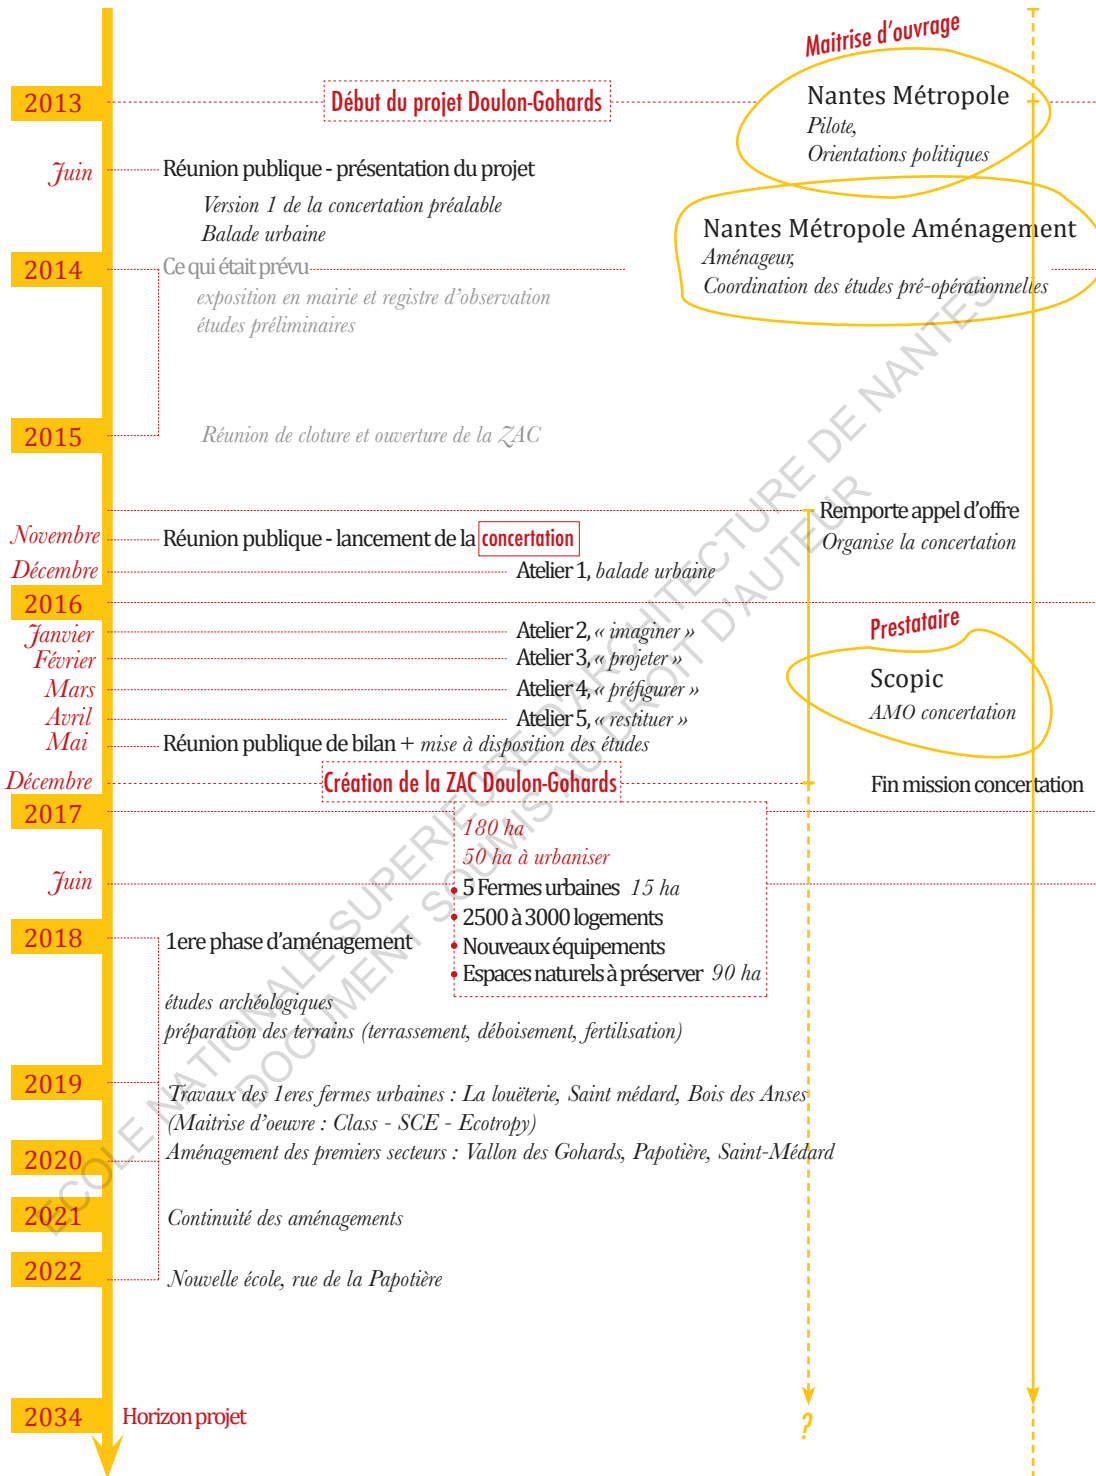 Maitrise d'ouvrage
2013
Début du projet Doulon-Gohards
Nantes Métropole
Pilote,
Orientations politiques
Juin
Réunion publique - présentation du projet
Version 1 de la concertation préalable
Balade urbaine
Nantes Métropole Aménagement
Aménageur,
Coordination des études pré-opérationnelles
2014
Ce qui était prévu
exposition en mairie et registre d'observation
études préliminaires
2015
Réunion de cloture et ouverture de la ZAC
Remporte appel d'offre
Organise la concertation
Novembre
Réunion publique - lancement de la concertation
Décembre
Atelier 1, balade urbaine
2016
Janvier
Atelier 2, « imaginer »
Prestataire
Février
Atelier 3, « projeter »
Scopic
AMO concertation
Mars
Atelier 4, « préfigurer »
Avril
Atelier 5, « restituer »
Mai
Réunion publique de bilan + mise à disposition des études
Décembre
Création de la ZAC Doulon-Gohards
Fin mission concertation
2017
180 ha
50 ha à urbaniser
Juin
• 5 Fermes urbaines 15 ha
• 2500 à 3000 logements
• Nouveaux équipements
• Espaces naturels à préserver 90 ha
2018
1ere phase d'aménagement
études archéologiques
préparation des terrains (terrassement, déboisement, fertilisation)
2019
Travaux des 1eres fermes urbaines : La louëterie, Saint médard, Bois des Anses
(Maitrise d'oeuvre : Class - SCE - Ecotropy)
2020
Aménagement des premiers secteurs : Vallon des Gohards, Papotière, Saint-Médard
2021
Continuité des aménagements
2022
Nouvelle école, rue de la Papotière
2034
Horizon projet
?
ECOLE NATIONALE SUPERIEURE D'ARCHITECTURE DE NANTES
DOCUMENT SOUMIS AU DROIT D'AUTEUR